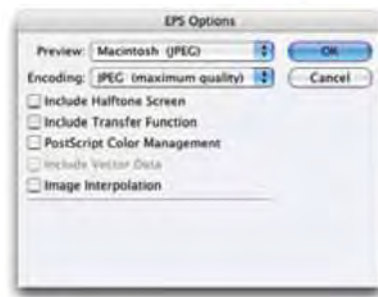 EPS Options
Preview: Macintosh (JPEG) OK
Encoding: JPEG (maximum quality) Cancel
Include Halftone Screen
Include Transfer Function
PostScript Color Management
Include Vector Data
Image Interpolation